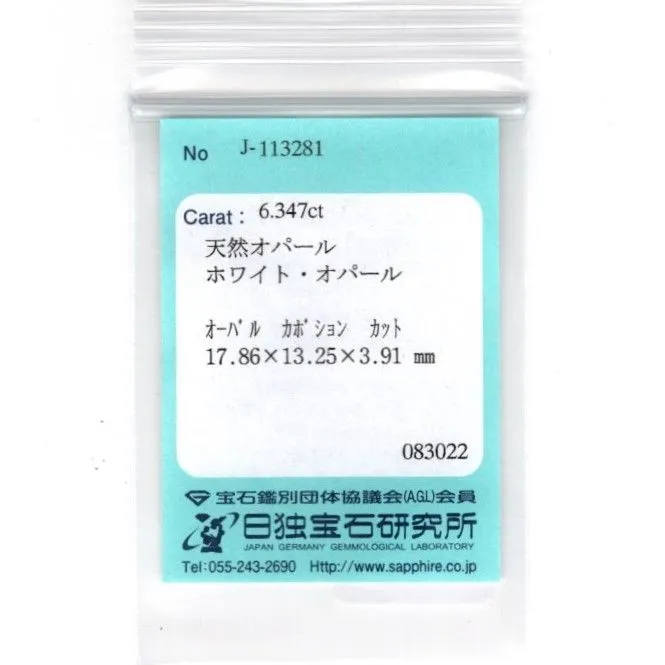 No J-113281
Carat : 6.347ct
天然オパール
ホワイト・オパール
ｵｰﾊﾞﾙ ｶﾎﾞｼｮﾝ ｶｯﾄ
17.86×13.25×3.91 mm
083022
宝石鑑別団体協議会(AGL)会員
日独宝石研究所
JAPAN GERMANY GEMMOLOGICAL LABORATORY
Tel:055-243-2690 Http://www.sapphire.co.jp